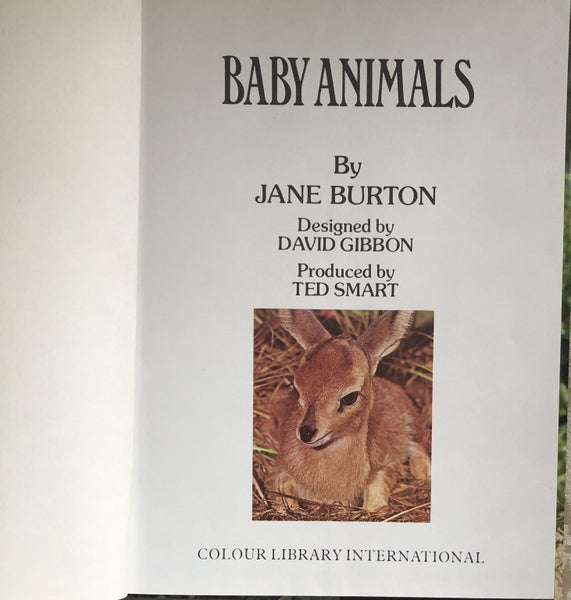 BABY ANIMALS
By
JANE BURTON
Designed by
DAVID GIBBON
Produced by
TED SMART
COLOUR LIBRARY INTERNATIONAL